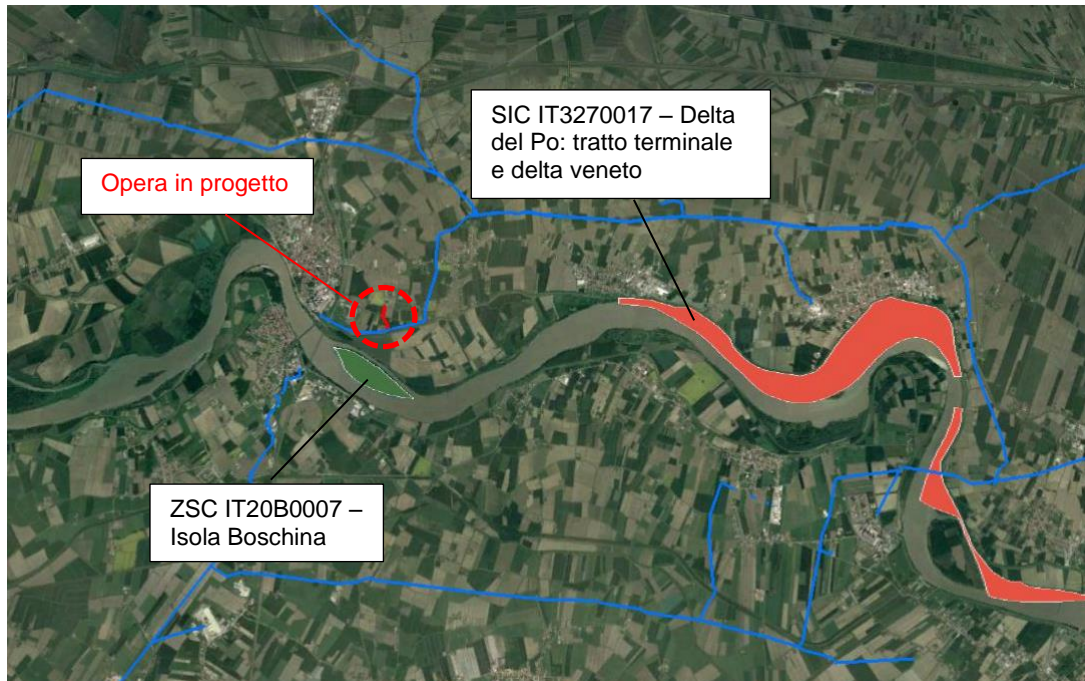 SIC IT3270017 – Delta
del Po: tratto terminale
e delta veneto
Opera in progetto
ZSC IT20B0007 –
Isola Boschina